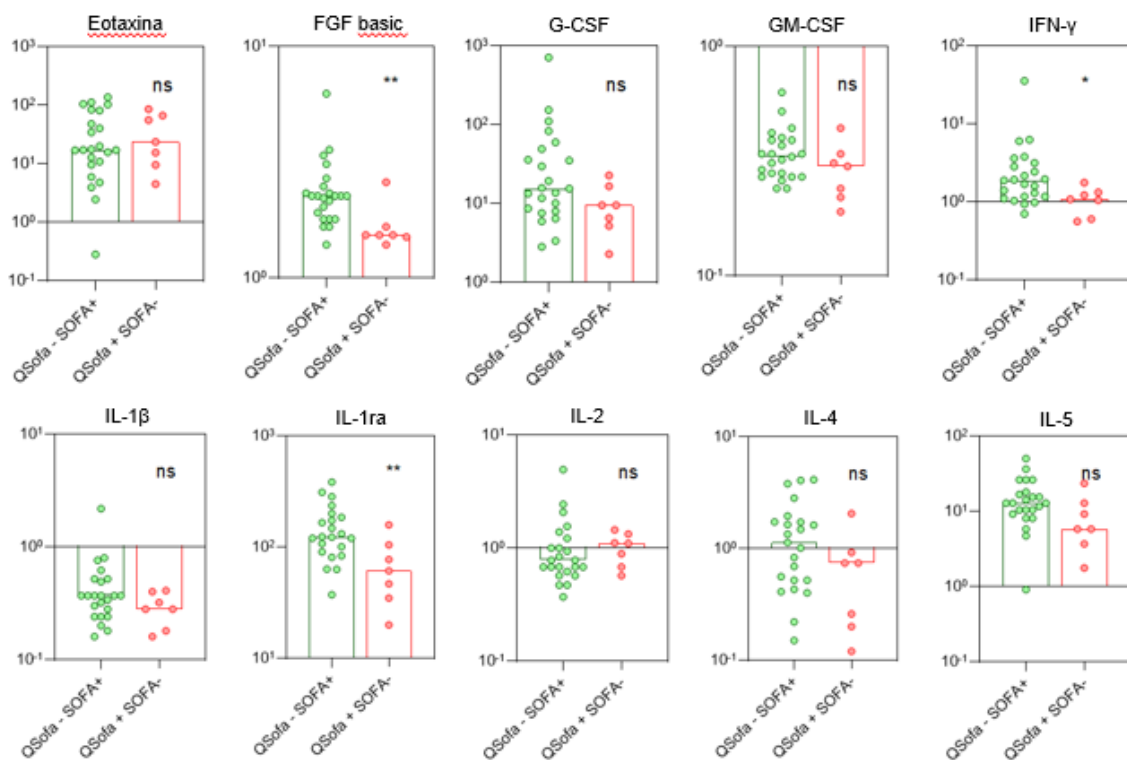 Eotaxina
FGF basic
G-CSF
GM-CSF
IFN-γ
10³
10²
10¹
10⁰
10⁻¹
ns
QSofa - SOFA+
QSofa + SOFA-
10¹
10⁰
**
QSofa - SOFA+
QSofa + SOFA-
10³
10²
10¹
10⁰
ns
QSofa - SOFA+
QSofa + SOFA-
10⁰
10⁻¹
ns
QSofa - SOFA+
QSofa + SOFA-
10²
10¹
10⁰
10⁻¹
*
QSofa - SOFA+
QSofa + SOFA-
IL-1β
IL-1ra
IL-2
IL-4
IL-5
10¹
10⁰
10⁻¹
ns
QSofa - SOFA+
QSofa + SOFA-
10³
10²
10¹
**
QSofa - SOFA+
QSofa + SOFA-
10¹
10⁰
10⁻¹
ns
QSofa - SOFA+
QSofa + SOFA-
10¹
10⁰
10⁻¹
ns
QSofa - SOFA+
QSofa + SOFA-
10²
10¹
10⁰
10⁻¹
ns
QSofa - SOFA+
QSofa + SOFA-